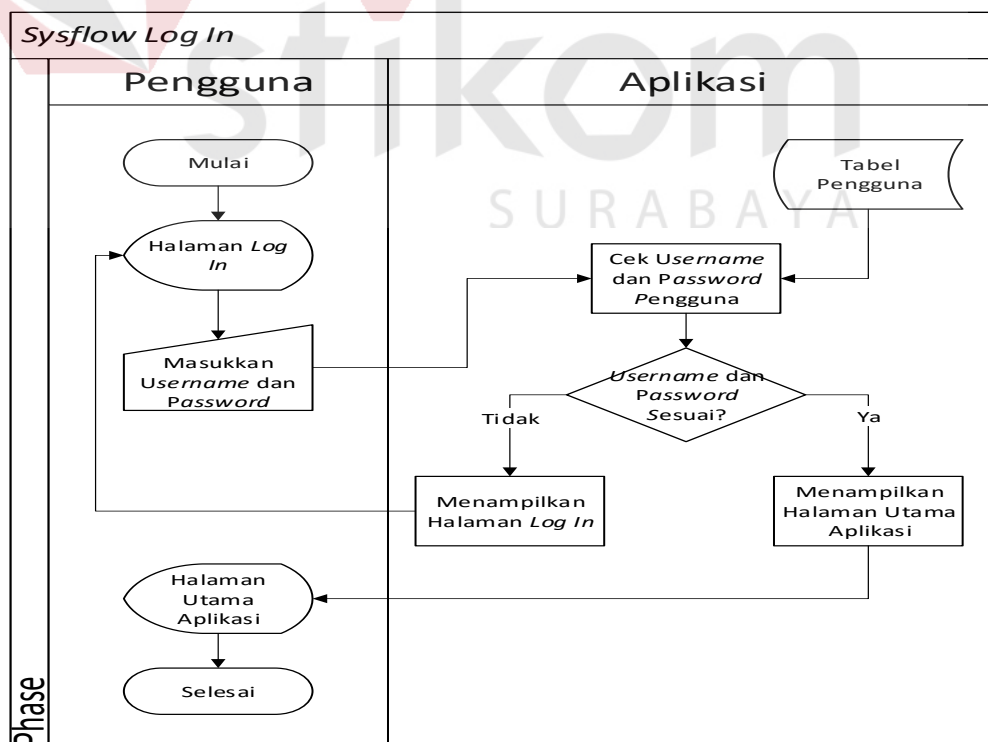 Sysflow Log In
stikom
SURABAYA
Pengguna
Aplikasi
Mulai
Tabel
Pengguna
Halaman Log
In
Cek Username
dan Password
Pengguna
Masukkan
Username dan
Password
Username dan
Password
Sesuai?
Tidak
Ya
Menampilkan
Halaman Log In
Menampilkan
Halaman Utama
Aplikasi
Halaman
Utama
Aplikasi
Selesai
Phase